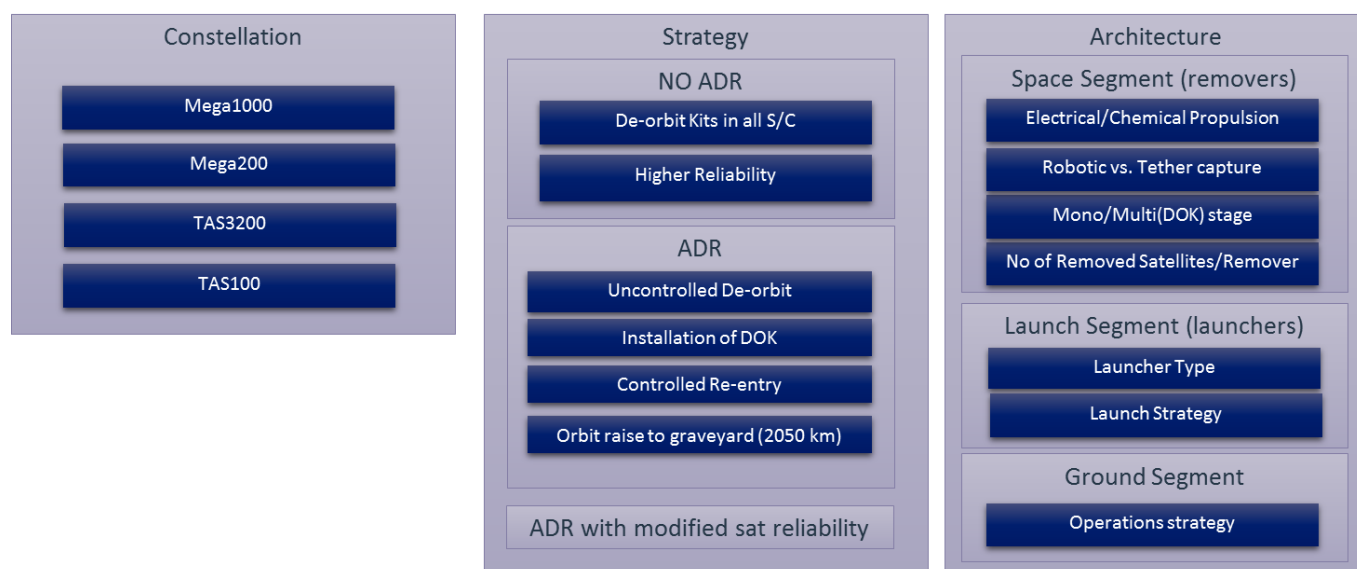 Constellation
Mega1000
Mega200
TAS3200
TAS100
Strategy
NO ADR
De-orbit Kits in all S/C
Higher Reliability
ADR
Uncontrolled De-orbit
Installation of DOK
Controlled Re-entry
Orbit raise to graveyard (2050 km)
ADR with modified sat reliability
Architecture
Space Segment (removers)
Electrical/Chemical Propulsion
Robotic vs. Tether capture
Mono/Multi(DOK) stage
No of Removed Satellites/Remover
Launch Segment (launchers)
Launcher Type
Launch Strategy
Ground Segment
Operations strategy